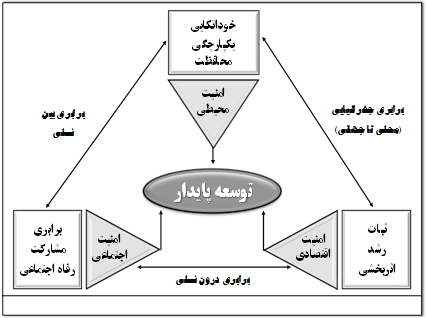 خوداتکایی
یکپارچگی
محافظت
امنیت
محیطی
برابری بین
نسلی
برابری جغرافیایی
(محلی تا جهانی)
توسعه پایدار
برابری
مشارکت
رفاه اجتماعی
امنیت
اجتماعی
امنیت
اقتصادی
ثبات
رشد
اثربخشی
برابری درون نسلی